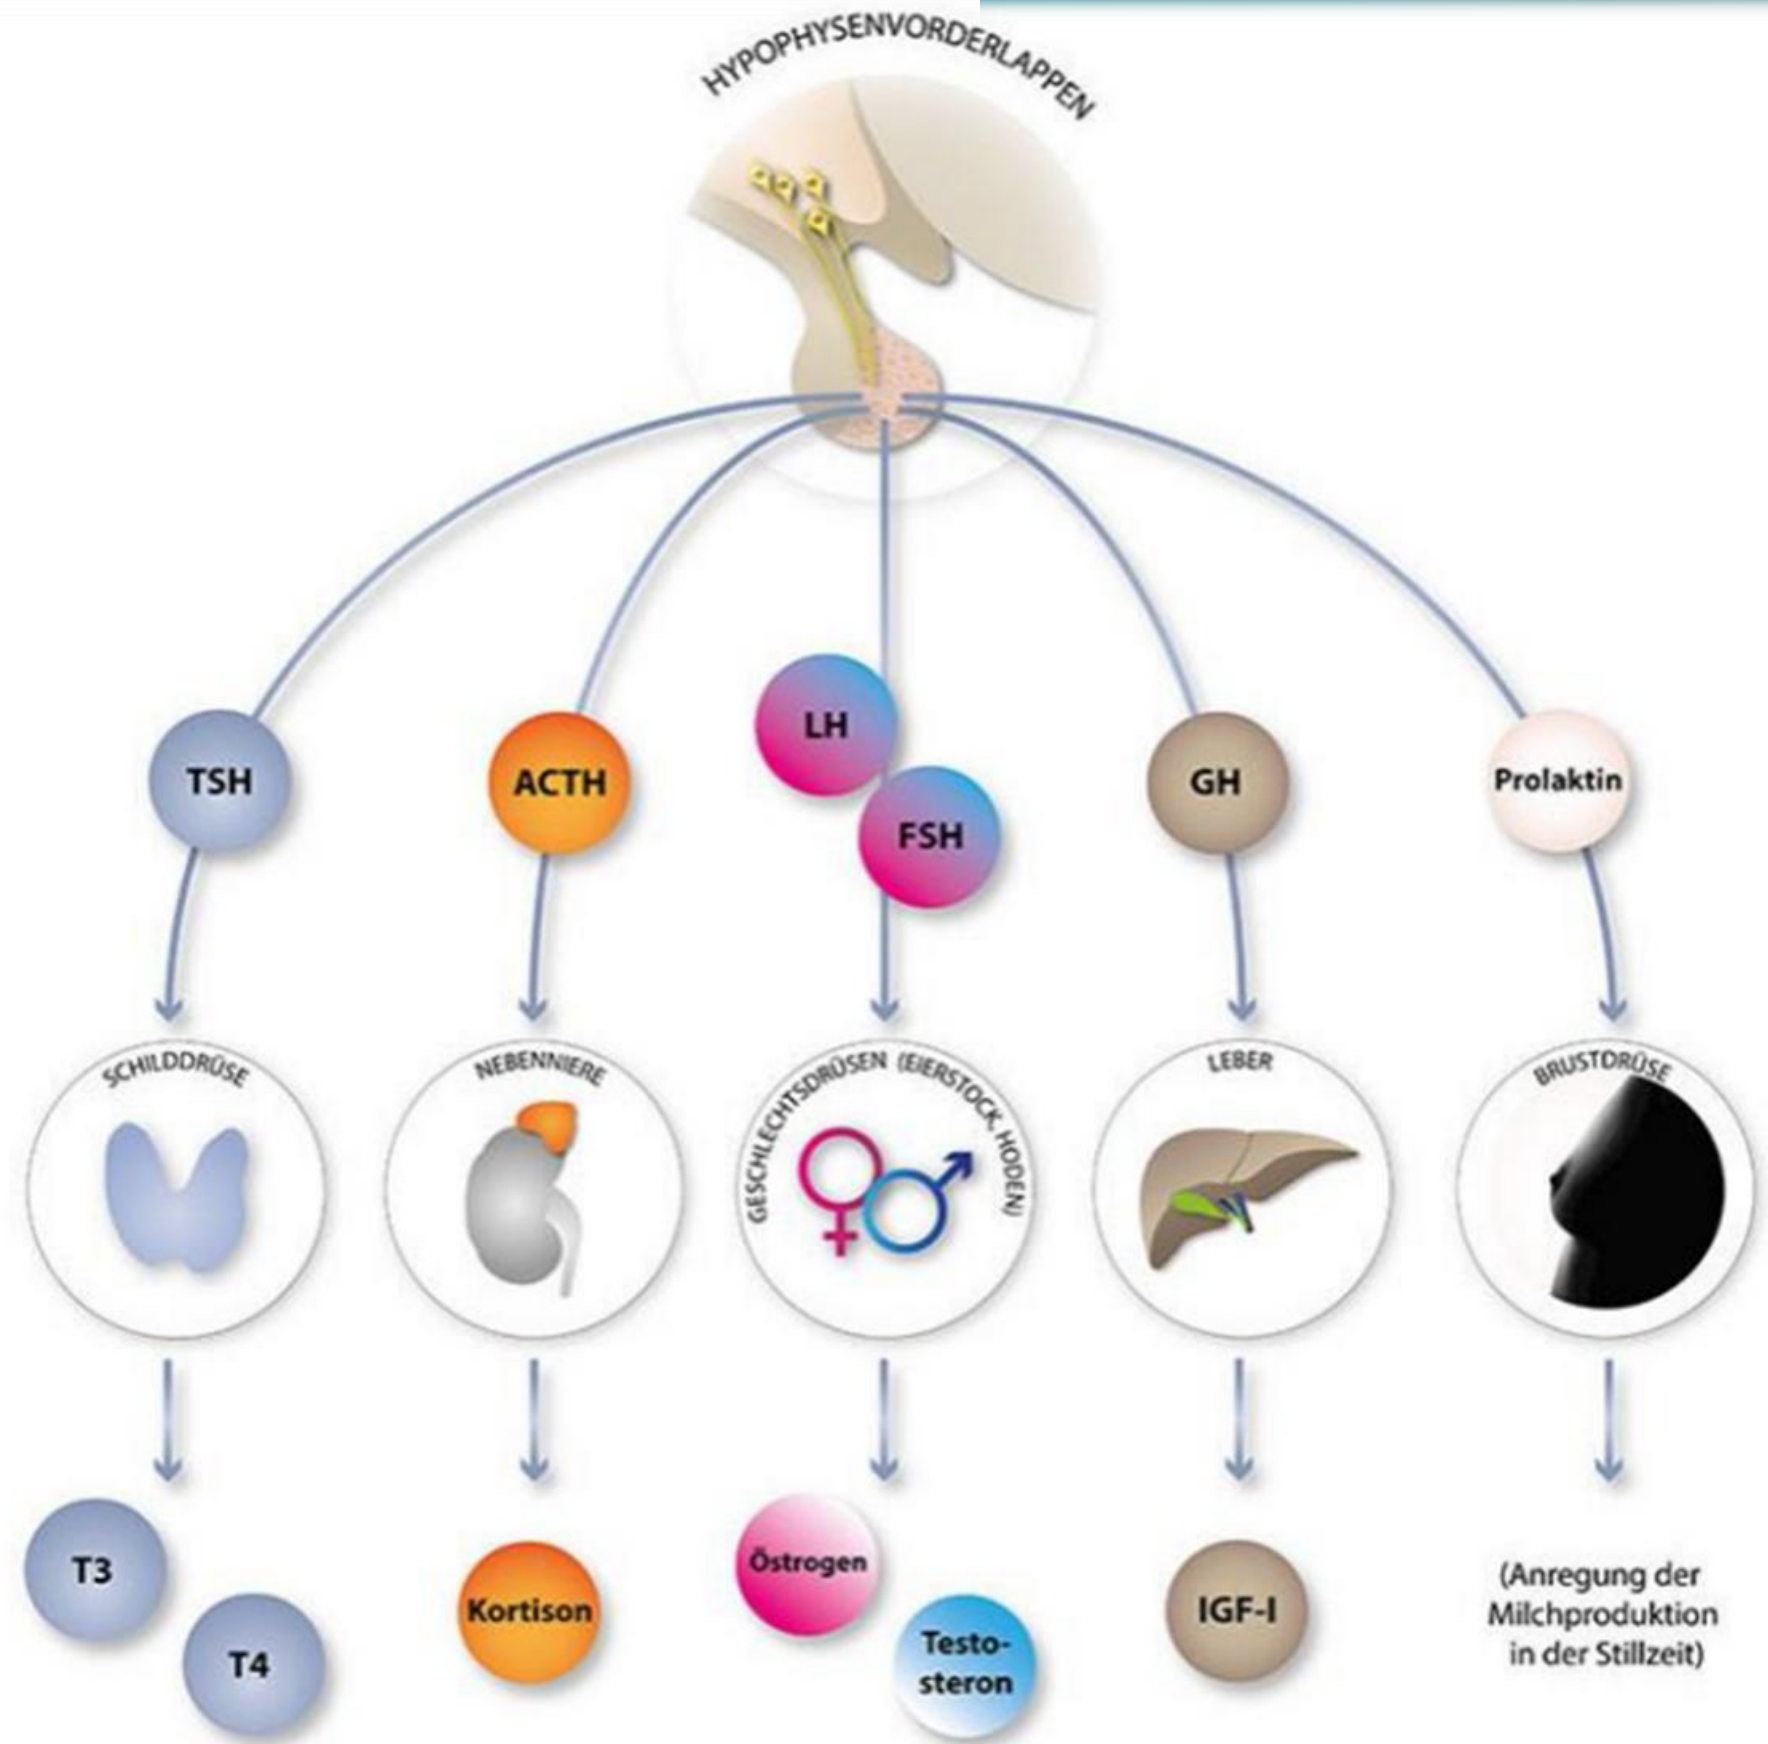 HYPOPHYSENVORDERLAPPEN
TSH
ACTH
LH
FSH
GH
Prolaktin
SCHILDDRÜSE
NEBENNIERE
GESCHLECHTSDRÜSEN (EIERSTOCK, HODEN)
LEBER
BRUSTDRÜSE
T3
T4
Kortison
Östrogen
Testo-
steron
IGF-I
(Anregung der
Milchproduktion
in der Stillzeit)